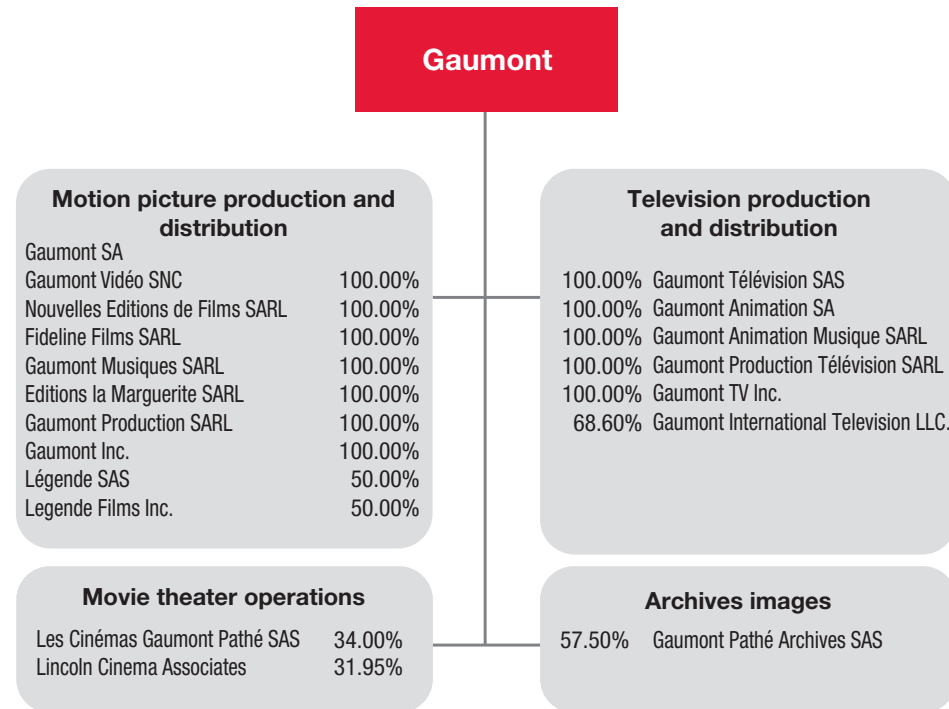 Gaumont
Motion picture production and
distribution
Gaumont SA
Gaumont Vidéo SNC 100.00%
Nouvelles Editions de Films SARL 100.00%
Fideline Films SARL 100.00%
Gaumont Musiques SARL 100.00%
Editions la Marguerite SARL 100.00%
Gaumont Production SARL 100.00%
Gaumont Inc. 100.00%
Légende SAS 50.00%
Legende Films Inc. 50.00%
Television production
and distribution
100.00% Gaumont Télévision SAS
100.00% Gaumont Animation SA
100.00% Gaumont Animation Musique SARL
100.00% Gaumont Production Télévision SARL
100.00% Gaumont TV Inc.
68.60% Gaumont International Television LLC.
Movie theater operations
Les Cinémas Gaumont Pathé SAS 34.00%
Lincoln Cinema Associates 31.95%
Archives images
57.50% Gaumont Pathé Archives SAS